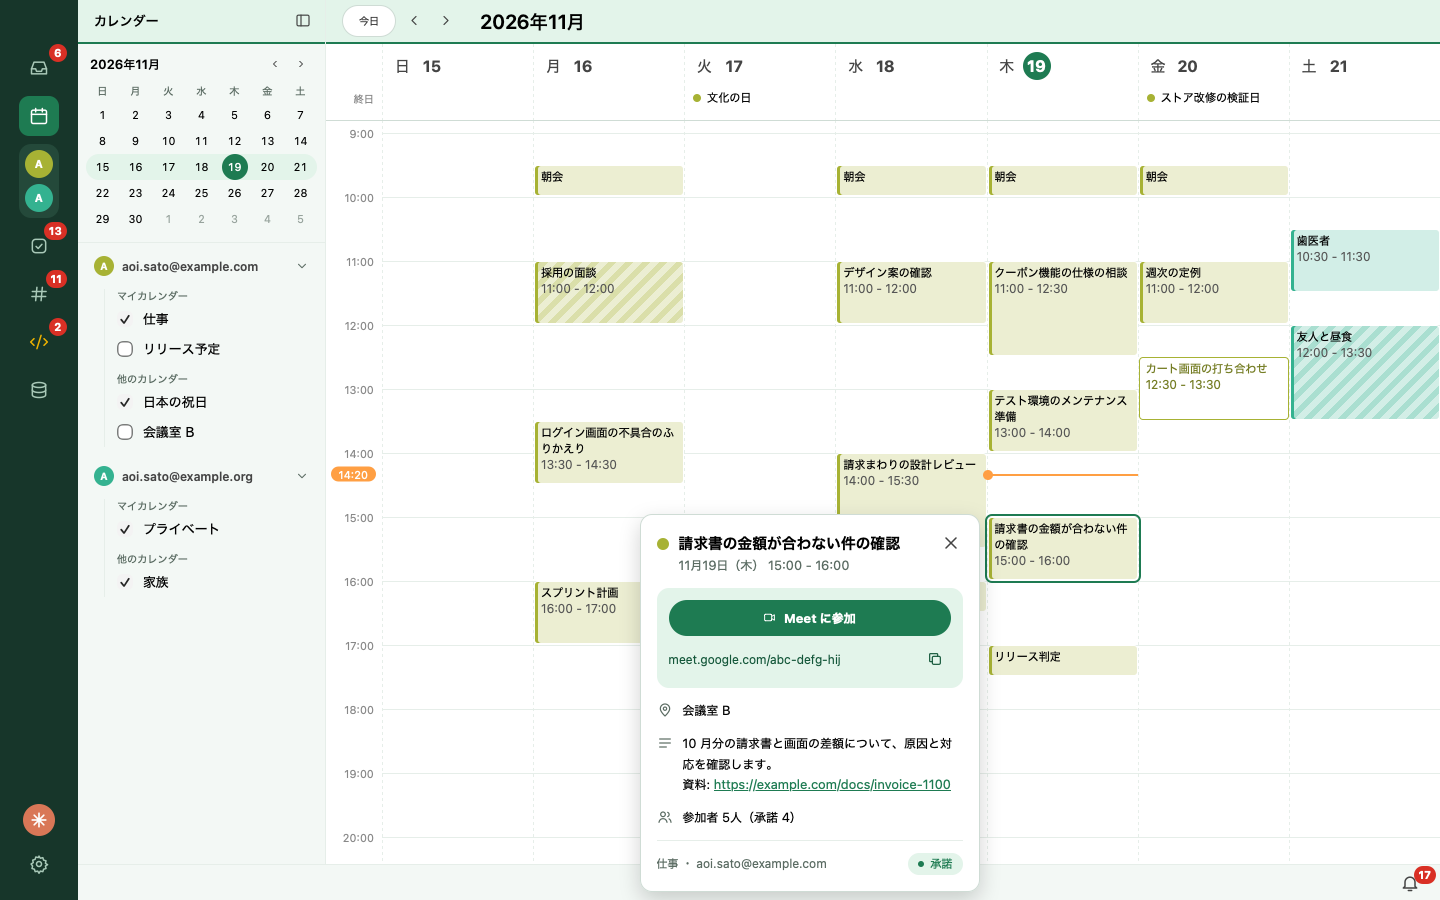 6
A
A
13
11
2
カレンダー
2026年11月
日 月 火 水 木 金 土
1 2 3 4 5 6 7
8 9 10 11 12 13 14
15 16 17 18 19 20 21
22 23 24 25 26 27 28
29 30 1 2 3 4 5
A aoi.sato@example.com
マイカレンダー
仕事
リリース予定
他のカレンダー
日本の祝日
会議室 B
A aoi.sato@example.org
マイカレンダー
プライベート
他のカレンダー
家族
今日
2026年11月
日 15
月 16
火 17
水 18
木 19
金 20
土 21
終日
文化の日
ストア改修の検証日
9:00
10:00
11:00
12:00
13:00
14:00
14:20
15:00
16:00
17:00
18:00
19:00
20:00
朝会
採用の面談
11:00 - 12:00
ログイン画面の不具合のふ
りかえり
13:30 - 14:30
スプリント計画
16:00 - 17:00
朝会
デザイン案の確認
11:00 - 12:00
請求まわりの設計レビュー
14:00 - 15:30
朝会
クーポン機能の仕様の相談
11:00 - 12:30
テスト環境のメンテナンス
準備
13:00 - 14:00
請求書の金額が合わない件
の確認
15:00 - 16:00
リリース判定
朝会
週次の定例
11:00 - 12:00
カート画面の打ち合わせ
12:30 - 13:30
歯医者
10:30 - 11:30
友人と昼食
12:00 - 13:30
請求書の金額が合わない件の確認
11月19日（木） 15:00 - 16:00
Meet に参加
meet.google.com/abc-defg-hij
会議室 B
10 月分の請求書と画面の差額について、原因と対
応を確認します。
資料: https://example.com/docs/invoice-1100
参加者 5人（承諾 4）
仕事 ・ aoi.sato@example.com
承諾
17